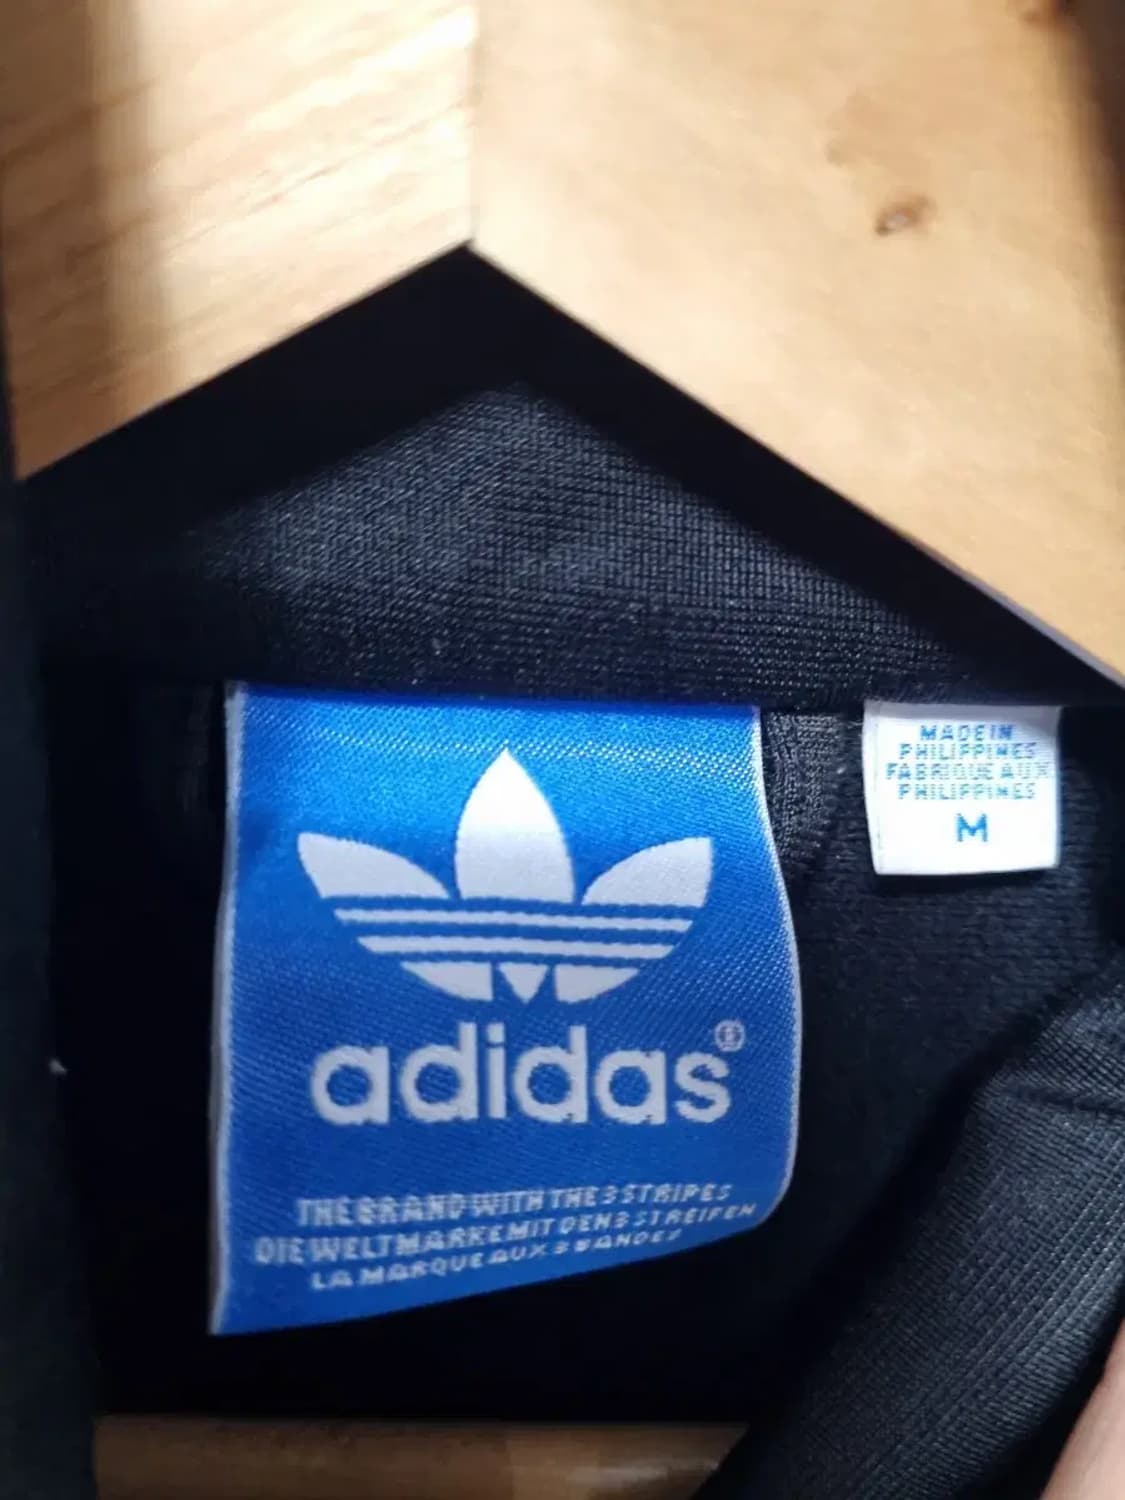 adidas®
THE BRAND WITH THE 3 STRIPES
DIE WELTMARKE MIT DEN 3 STREIFEN
LA MARQUE AUX 3 BANDES
MADE IN
PHILIPPINES
FABRIQUE AUX
PHILIPPINES
M